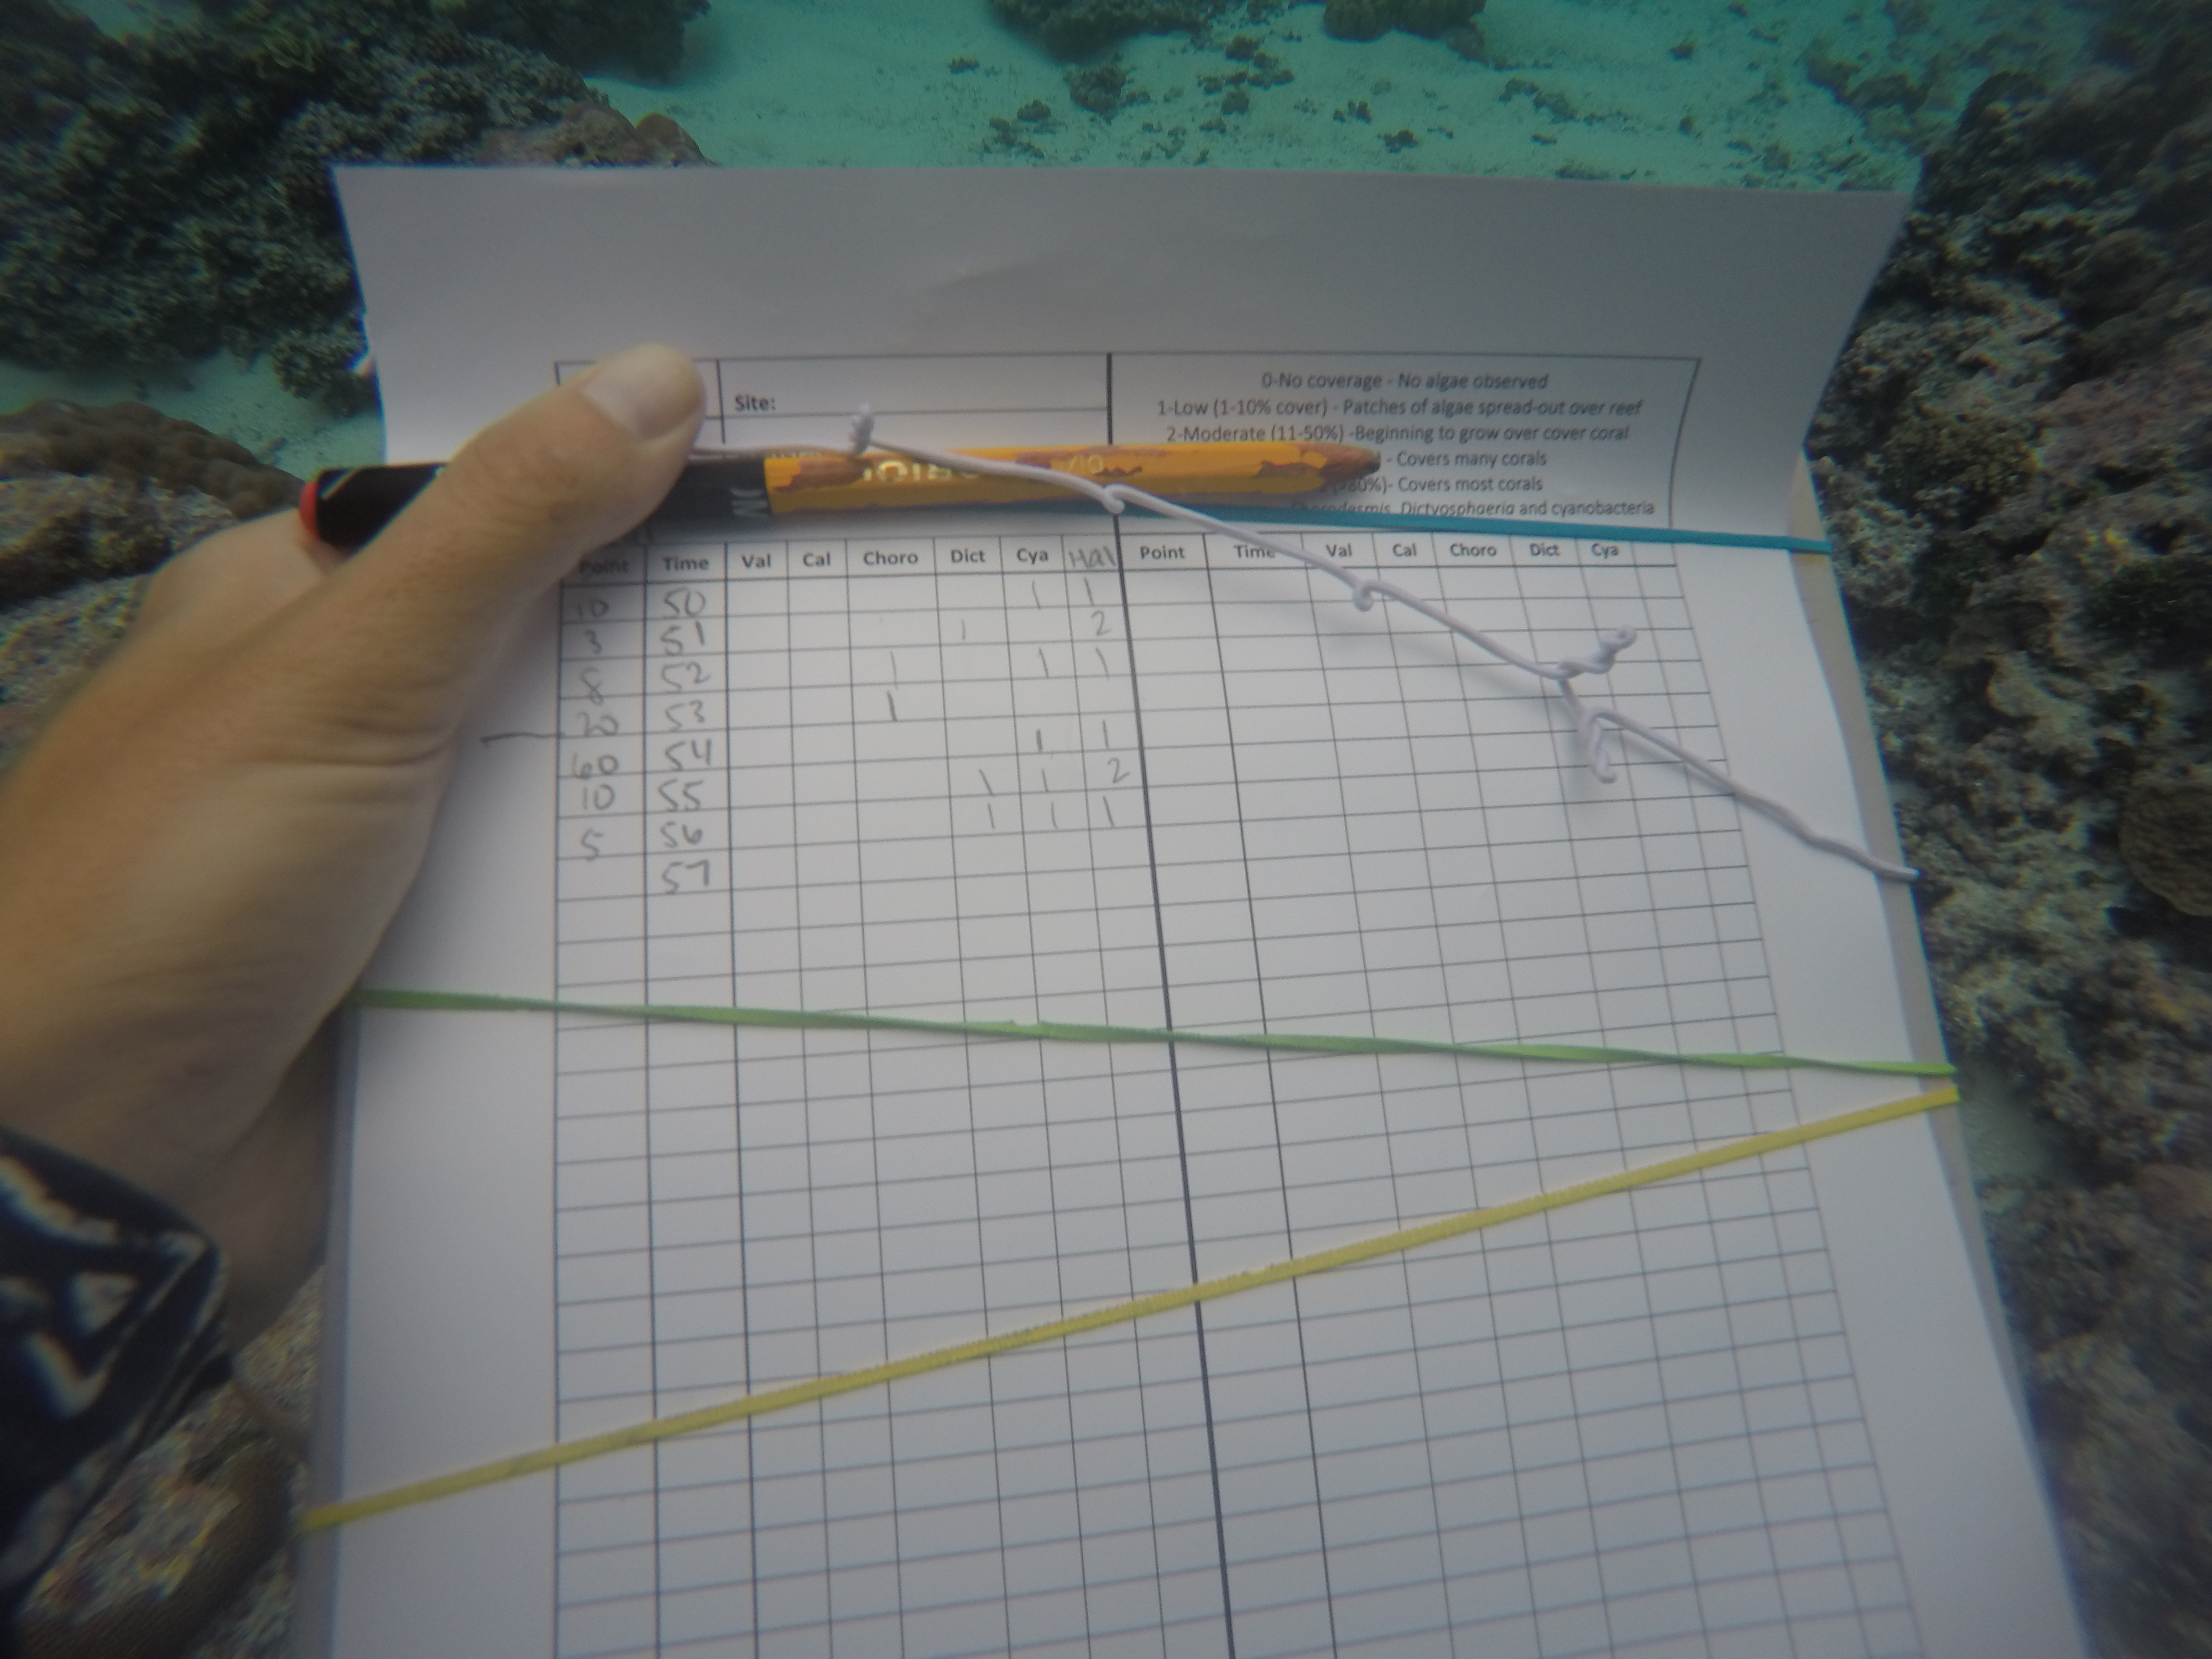 Site:
0-No coverage - No algae observed
1-Low (1-10% cover) - Patches of algae spread-out over reef
2-Moderate (11-50%) -Beginning to grow over cover coral
- Covers many corals
80%)- Covers most corals
Dictyosphaeria and cyanobacteria
Point Time Val Cal Choro Dict Cya Hal Point Time Val Cal Choro Dict Cya
10 50 1 1
3 51 1 2
8 52 1 1 1
20 53 1
60 54 1 1
10 55 1 1 2
5 56 1 1 1
57